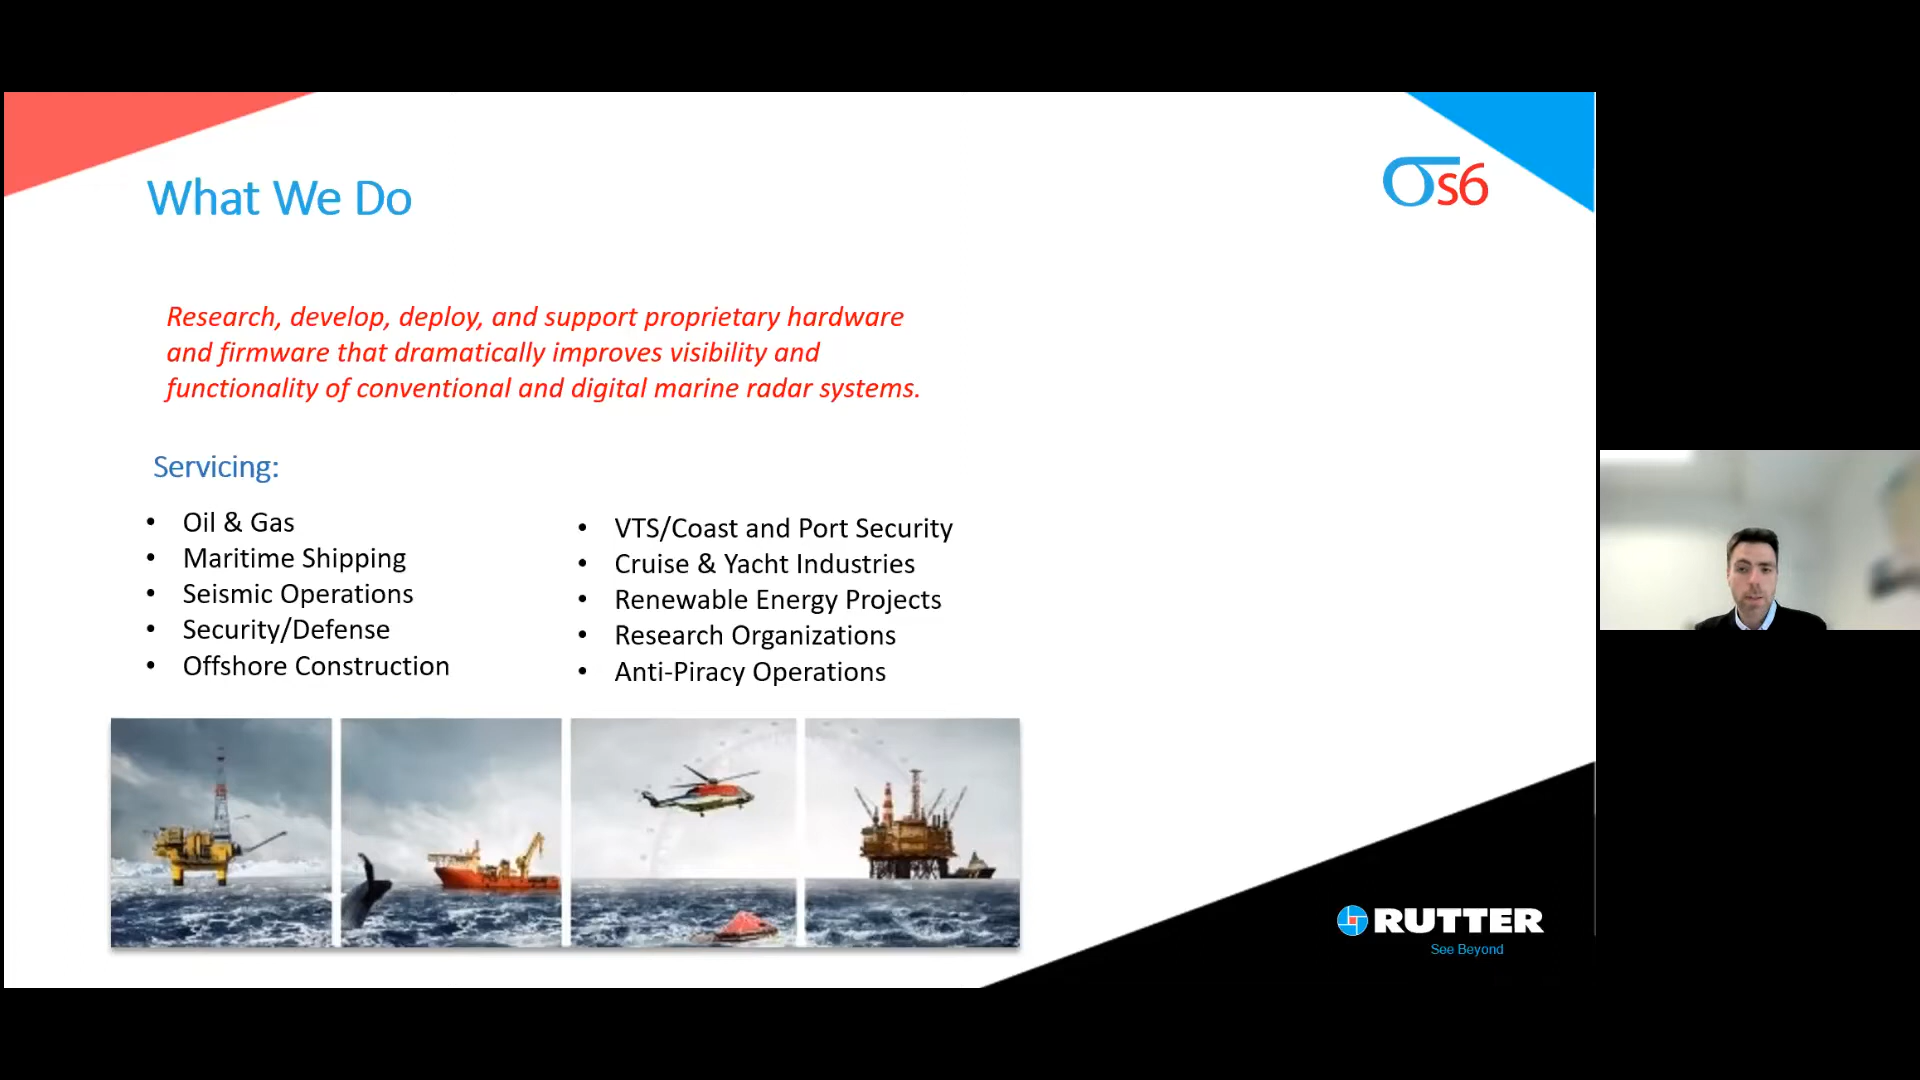 What We Do
σs6
Research, develop, deploy, and support proprietary hardware
and firmware that dramatically improves visibility and
functionality of conventional and digital marine radar systems.
Servicing:
• Oil & Gas
• Maritime Shipping
• Seismic Operations
• Security/Defense
• Offshore Construction
• VTS/Coast and Port Security
• Cruise & Yacht Industries
• Renewable Energy Projects
• Research Organizations
• Anti-Piracy Operations
RUTTER
See Beyond